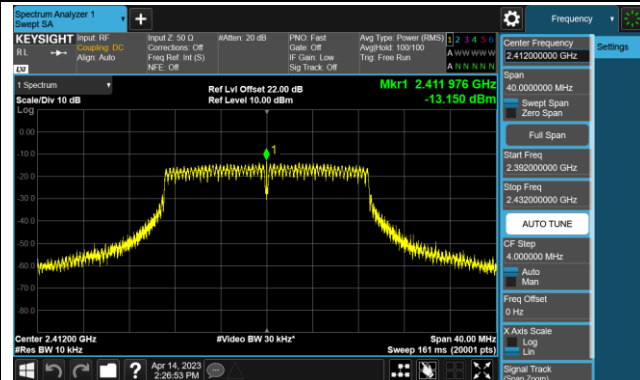 Spectrum Analyzer 1
Swept SA
Frequency
KEYSIGHT
RL
LXI
Input: RF
Coupling: DC
Align: Auto
Input Z: 50 Ω
Corrections: Off
Freq Ref: Int (S)
NFE: Off
#Atten: 20 dB
PNO: Fast
Gate: Off
IF Gain: Low
Sig Track: Off
Avg Type: Power (RMS)
Avg|Hold: 100/100
Trig: Free Run
1 2 3 4 5 6
A W W W W W
A N N N N N
1 Spectrum
Scale/Div 10 dB
Log
Ref Lvl Offset 22.00 dB
Ref Level 10.00 dBm
Mkr1 2.411 976 GHz
-13.150 dBm
1
0.00
-10.0
-20.0
-30.0
-40.0
-50.0
-60.0
-70.0
-80.0
Center 2.41200 GHz
#Res BW 10 kHz
#Video BW 30 kHz*
Span 40.00 MHz
Sweep 161 ms (20001 pts)
Apr 14, 2023
2:26:53 PM
?
Center Frequency
2.412000000 GHz
Span
40.0000000 MHz
Swept Span
Zero Span
Full Span
Start Freq
2.392000000 GHz
Stop Freq
2.432000000 GHz
AUTO TUNE
CF Step
4.000000 MHz
Auto
Man
Freq Offset
0 Hz
X Axis Scale
Log
Lin
Signal Track
(Span Zoom)
Settings